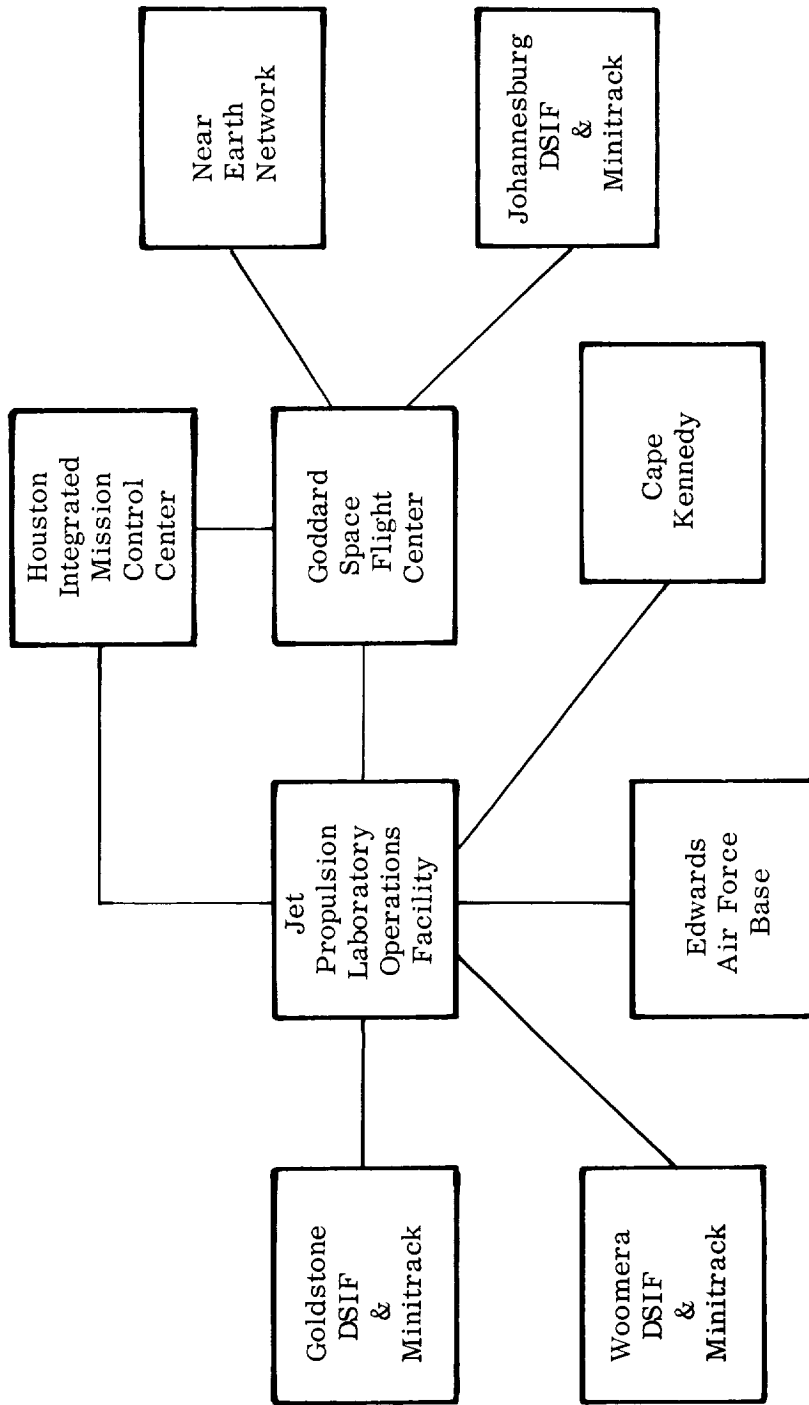 Houston
Integrated
Mission
Control
Center
Near
Earth
Network
Jet
Propulsion
Laboratory
Operations
Facility
Goddard
Space
Flight
Center
Goldstone
DSIF
&
Minitrack
Johannesburg
DSIF
&
Minitrack
Woomera
DSIF
&
Minitrack
Edwards
Air Force
Base
Cape
Kennedy